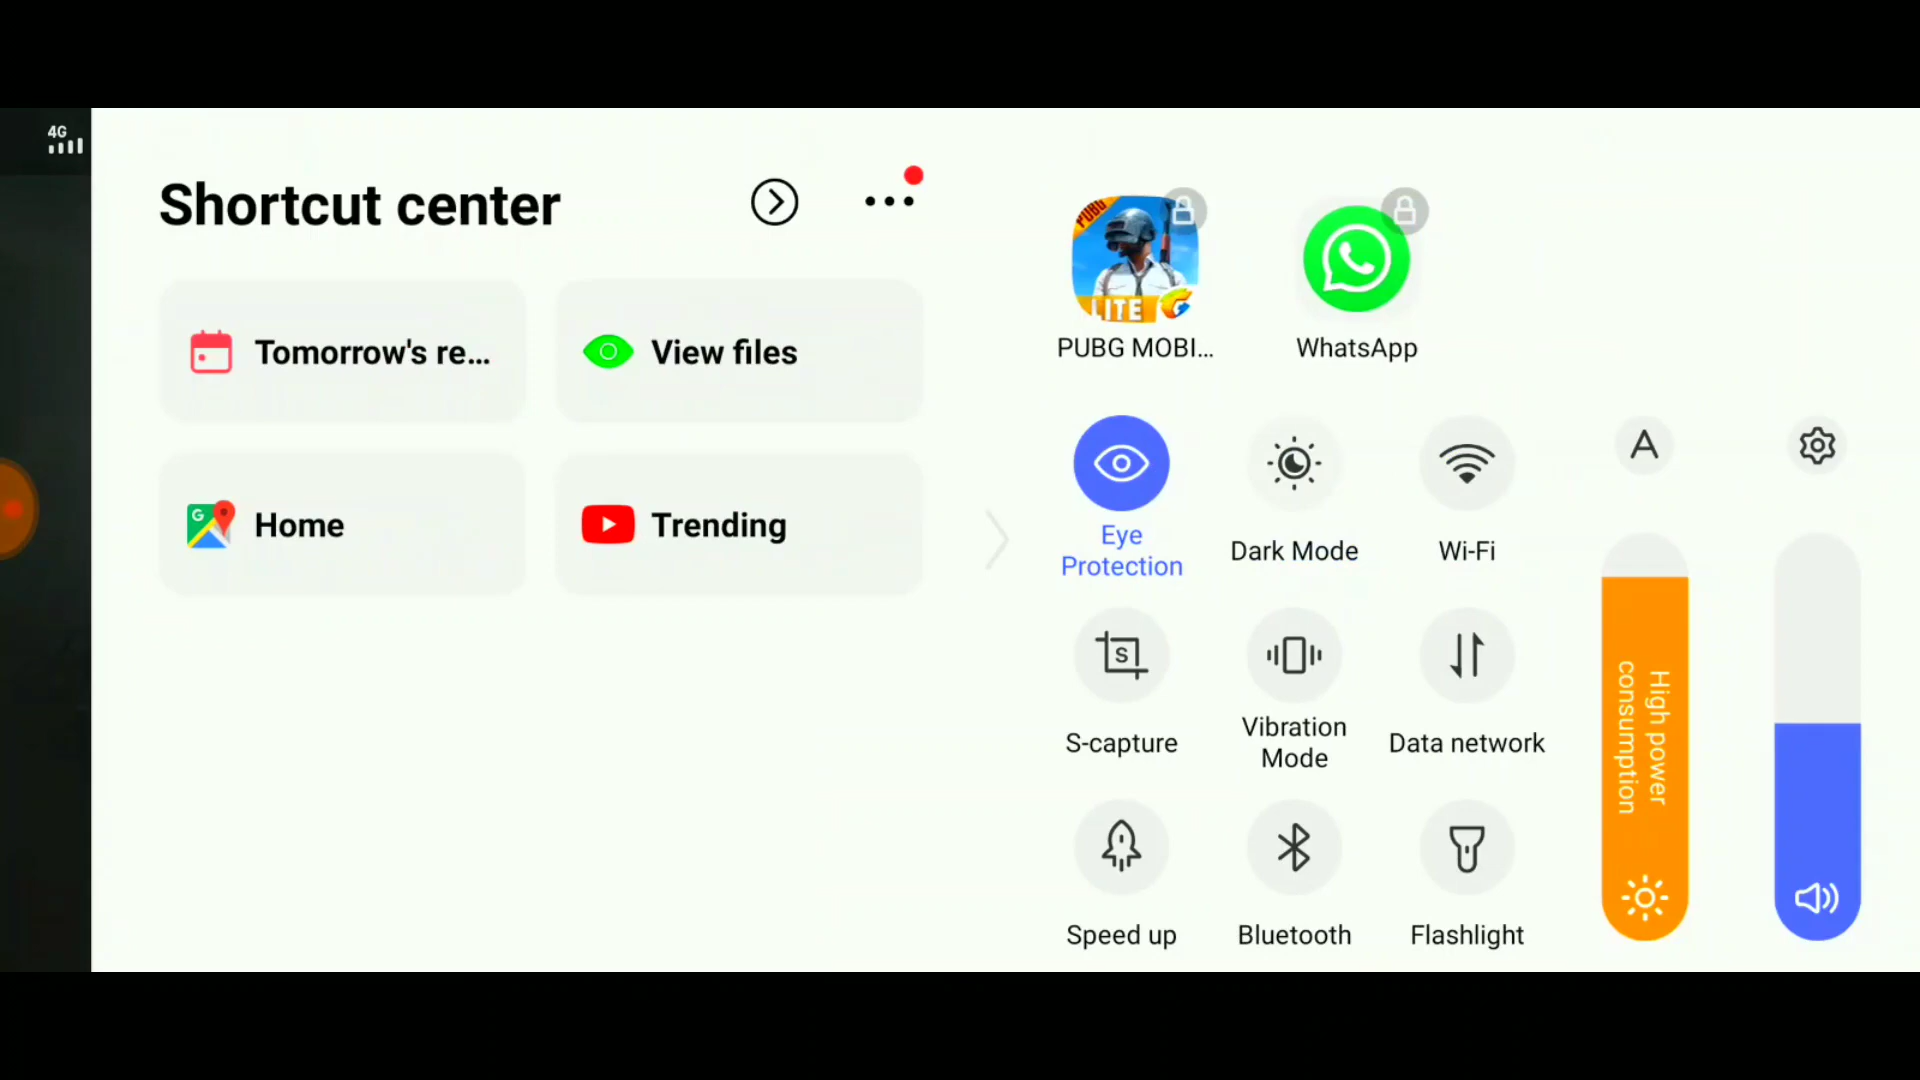 4G
Shortcut center
Tomorrow's re...
View files
Home
Trending
PUBG
LITE
PUBG MOBI...
WhatsApp
Eye
Protection
Dark Mode
Wi-Fi
A
S-capture
Vibration
Mode
Data network
High power
consumption
Speed up
Bluetooth
Flashlight